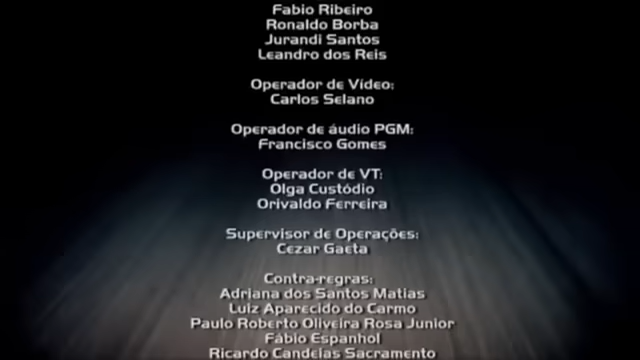 Fabio Ribeiro
Ronaldo Borba
Jurandi Santos
Leandro dos Reis
Operador de Vídeo:
Carlos Selano
Operador de áudio PGM:
Francisco Gomes
Operador de VT:
Olga Custódio
Orivaldo Ferreira
Supervisor de Operações:
Cezar Gaeta
Contra-regras:
Adriana dos Santos Matias
Luiz Aparecido do Carmo
Paulo Roberto Oliveira Rosa Junior
Fábio Espanhol
Ricardo Candeias Sacramento